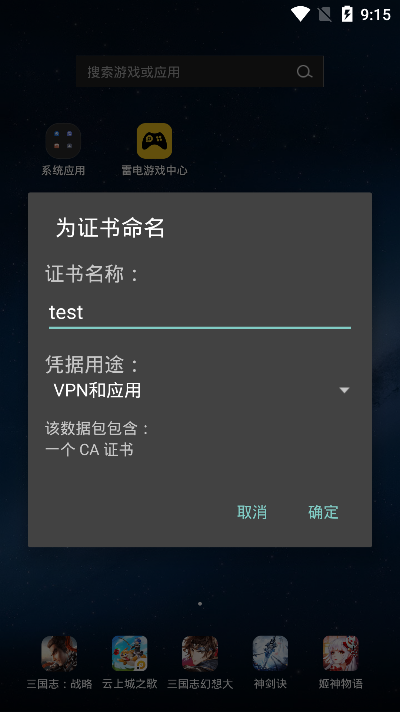 9:15
搜索游戏或应用
系统应用
雷电游戏中心
为证书命名
证书名称：
test
凭据用途：
VPN和应用
该数据包包含：
一个 CA 证书
取消
确定
三国志：战略
云上城之歌
三国志幻想大
神剑诀
姬神物语